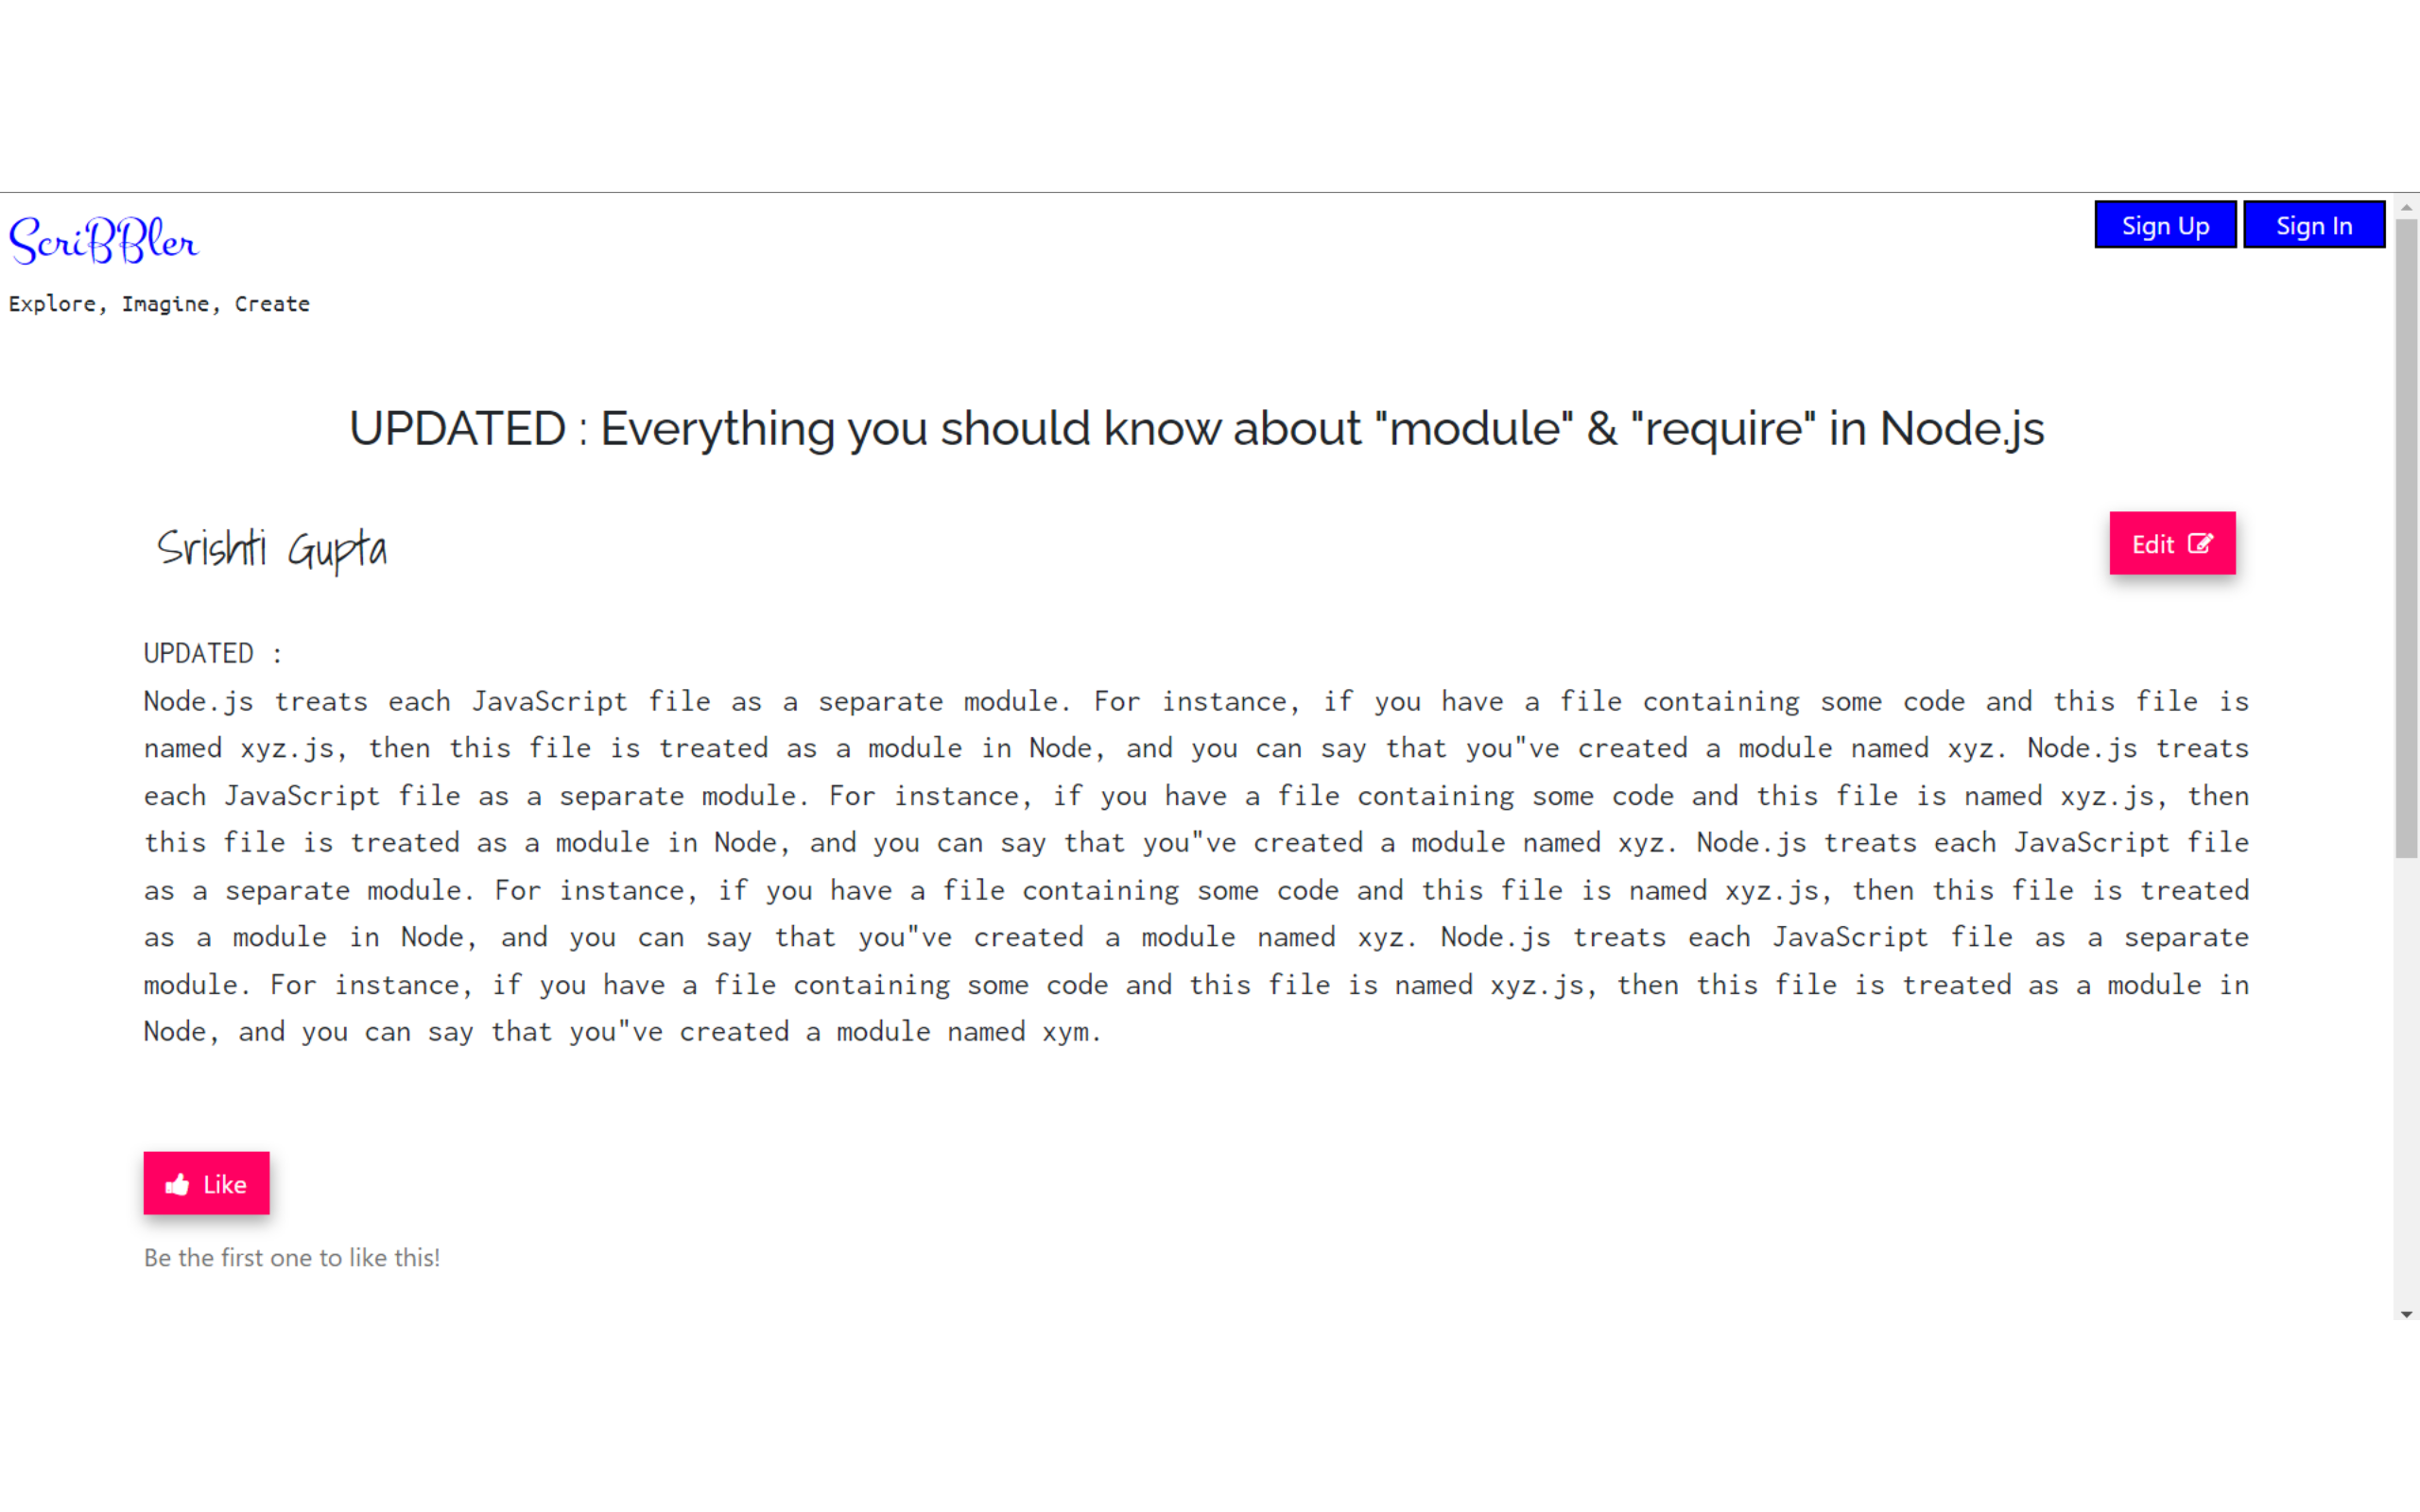 ScriBBler
Sign Up
Sign In
Explore, Imagine, Create
UPDATED : Everything you should know about "module" & "require" in Node.js
Srishti Gupta
Edit
UPDATED :
Node.js treats each JavaScript file as a separate module. For instance, if you have a file containing some code and this file is
named xyz.js, then this file is treated as a module in Node, and you can say that you"ve created a module named xyz. Node.js treats
each JavaScript file as a separate module. For instance, if you have a file containing some code and this file is named xyz.js, then
this file is treated as a module in Node, and you can say that you"ve created a module named xyz. Node.js treats each JavaScript file
as a separate module. For instance, if you have a file containing some code and this file is named xyz.js, then this file is treated
as a module in Node, and you can say that you"ve created a module named xyz. Node.js treats each JavaScript file as a separate
module. For instance, if you have a file containing some code and this file is named xyz.js, then this file is treated as a module in
Node, and you can say that you"ve created a module named xym.
Like
Be the first one to like this!